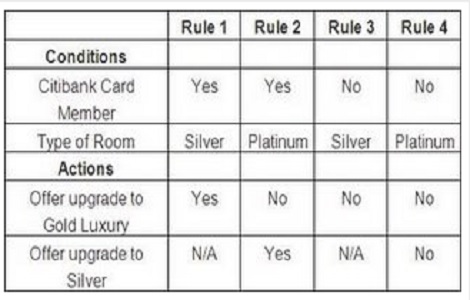 Rule 1 Rule 2 Rule 3 Rule 4
Conditions
Citibank Card Member Yes Yes No No
Type of Room Silver Platinum Silver Platinum
Actions
Offer upgrade to Gold Luxury Yes No No No
Offer upgrade to Silver N/A Yes N/A No